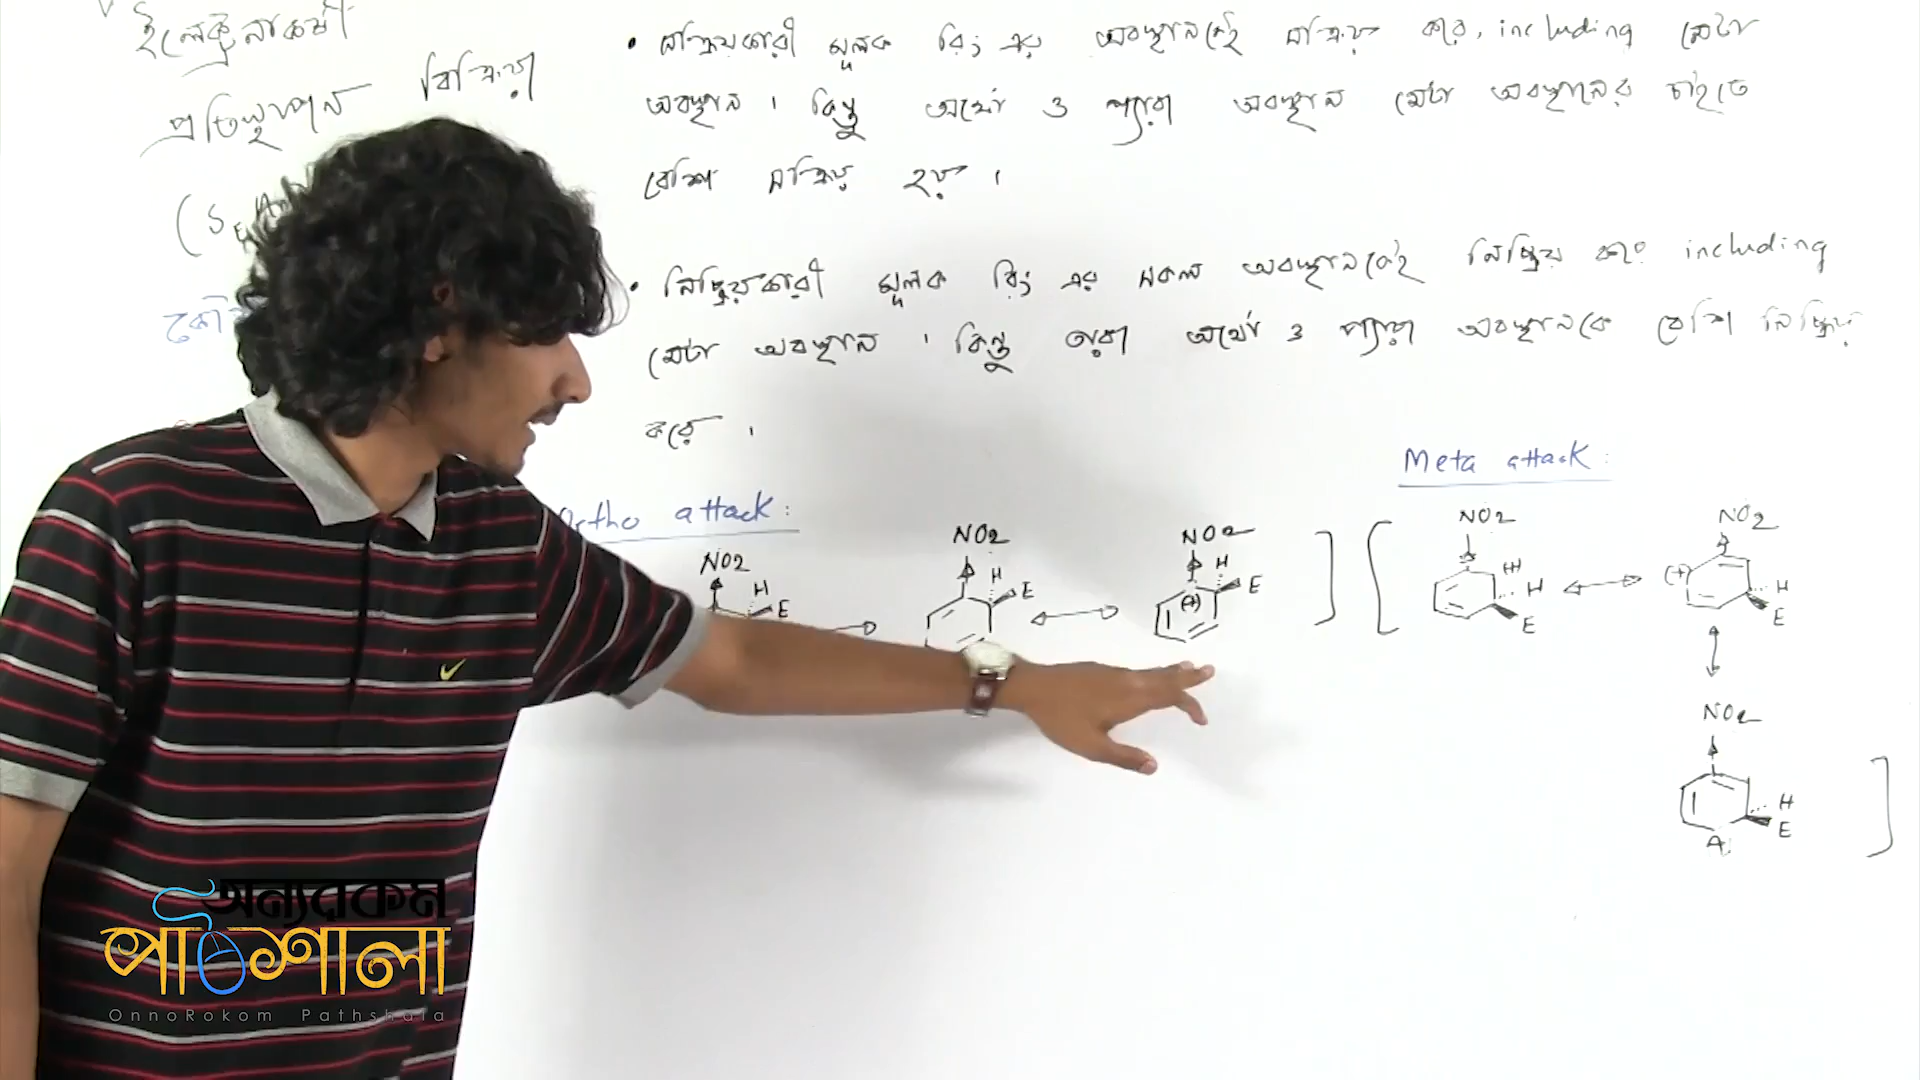 ইলেক্ট্রনাকর্ষী
প্রতিস্থাপন বিক্রিয়া
(S
• সক্রিয়কারী মূলক রিং এর অবস্থানকেই সক্রিয় করে, including মেটা
অবস্থান । কিন্তু অর্থো ও প্যারা অবস্থান মেটা অবস্থানের চাইতে
বেশি সক্রিয় হয় ।
• নিষ্ক্রিয়কারী মূলক রিং এর সকল অবস্থানকেই নিষ্ক্রিয় করে including
মেটা অবস্থান । কিন্তু তারা অর্থো ও প্যারা অবস্থানকে বেশি নিষ্ক্রিয়
করে ।
Ortho attack:
Meta attack:
NO2 H E
NO2 H E
NO2 H E (+)
NO2 (+) H E
NO2 (+) H E
NO2 H E
অন্যরকম
পাঠশালা
OnnoRokom Pathshala